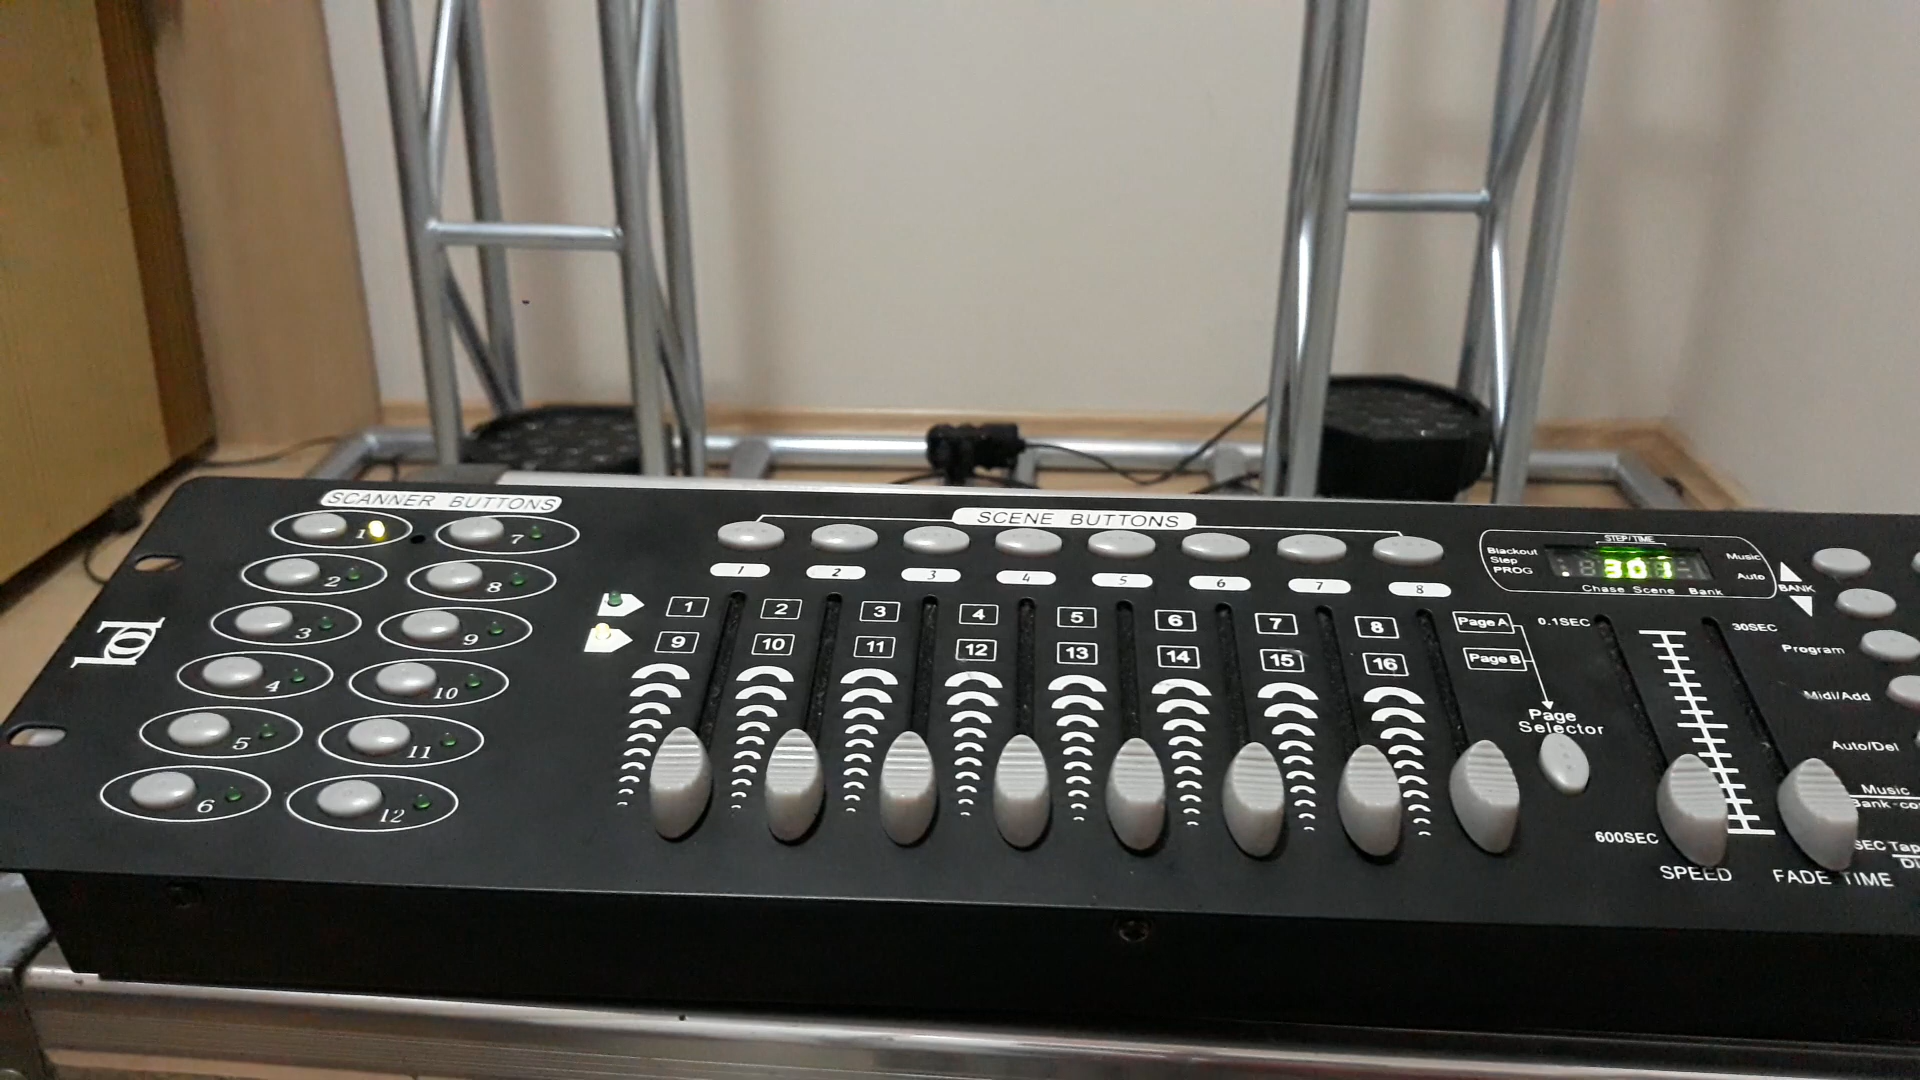 SCANNER BUTTONS
1 7
2 8
3 9
4 10
5 11
6 12
SCENE BUTTONS
1 2 3 4 5 6 7 8
1 2 3 4 5 6 7 8
9 10 11 12 13 14 15 16
Page A
Page B
Page
Selector
STEP/TIME
Blackout
Step
PROG
301
Music
Auto
Chase Scene Bank
BANK
0.1SEC
600SEC
SPEED
30SEC
FADE TIME
Program
Midi/Add
Auto/Del
Music
Tap